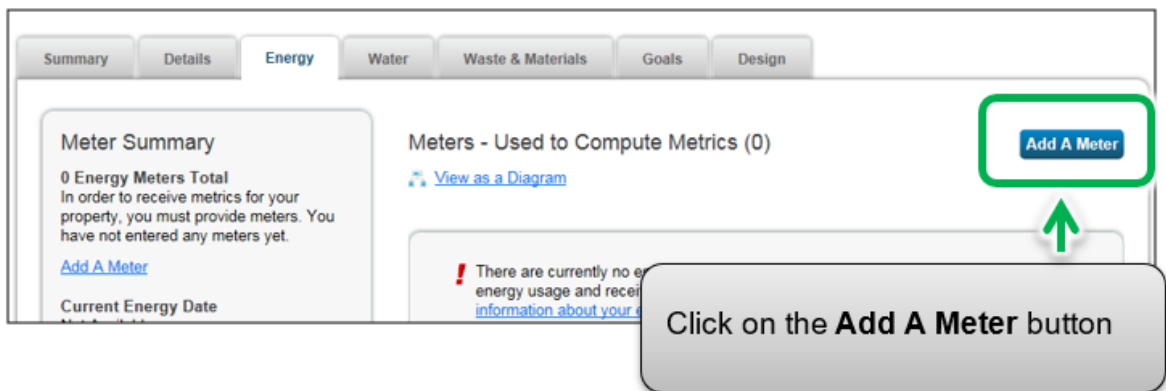 Summary Details Energy Water Waste & Materials Goals Design
Meter Summary
0 Energy Meters Total
In order to receive metrics for your
property, you must provide meters. You
have not entered any meters yet.
Add A Meter
Current Energy Date
Meters - Used to Compute Metrics (0)
Add A Meter
View as a Diagram
! There are currently no
energy usage and
information about your
Click on the Add A Meter button